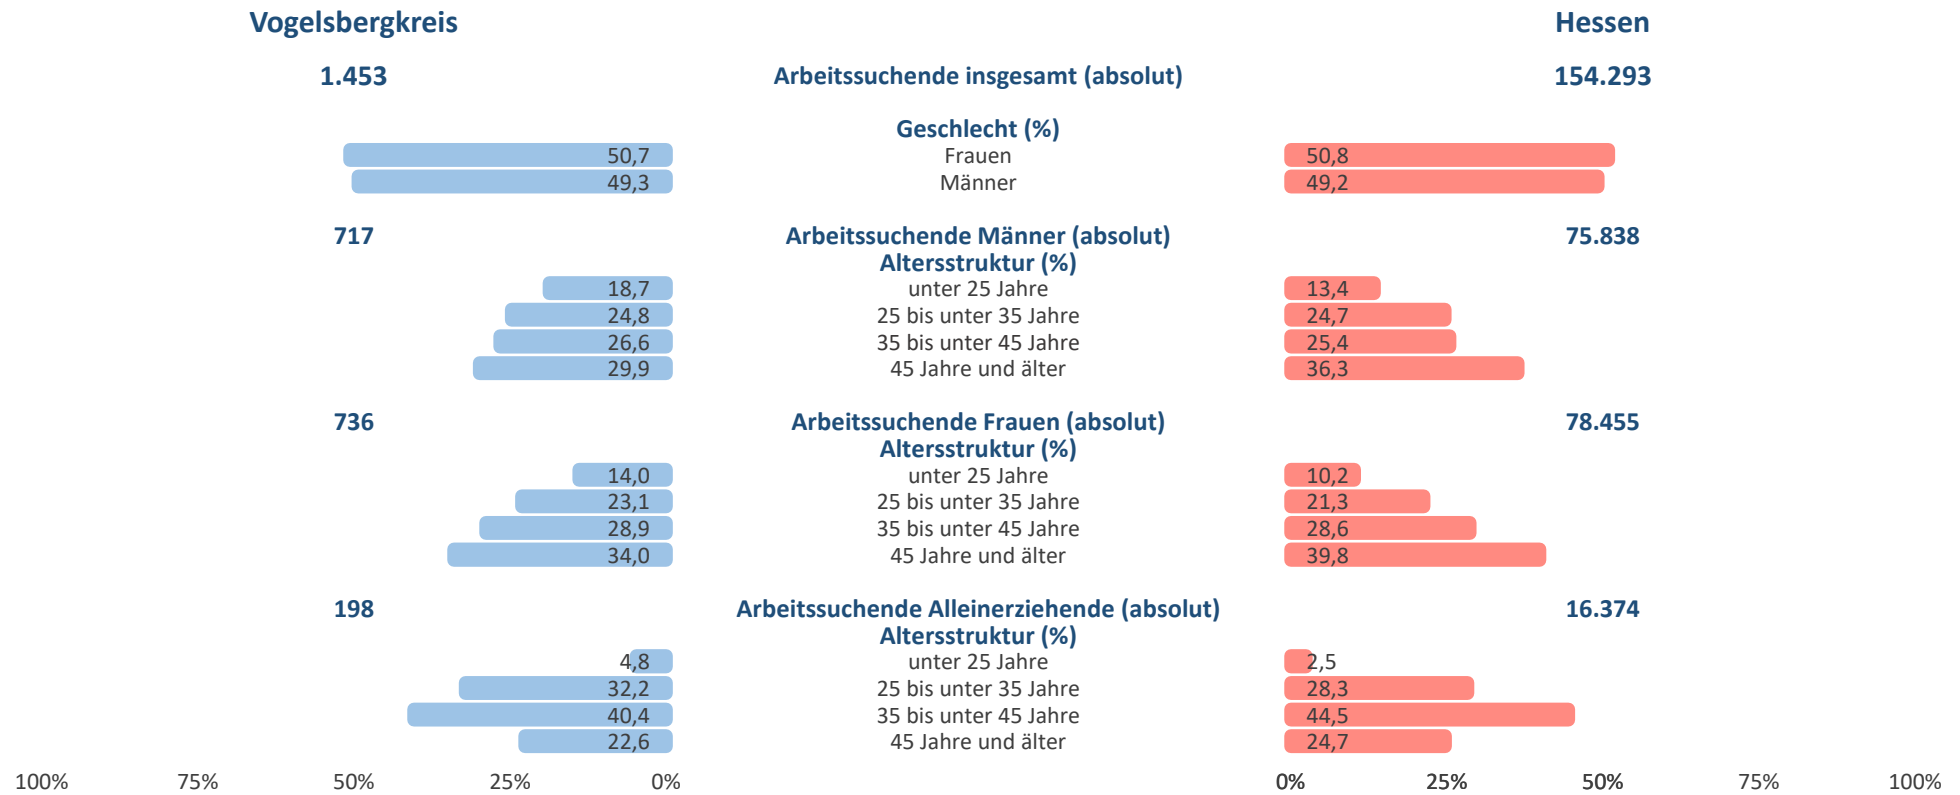 Vogelsbergkreis Hessen
1.453 Arbeitssuchende insgesamt (absolut) 154.293
Geschlecht (%)
50,7 Frauen 50,8
49,3 Männer 49,2
717 Arbeitssuchende Männer (absolut) 75.838
Altersstruktur (%)
18,7 unter 25 Jahre 13,4
24,8 25 bis unter 35 Jahre 24,7
26,6 35 bis unter 45 Jahre 25,4
29,9 45 Jahre und älter 36,3
736 Arbeitssuchende Frauen (absolut) 78.455
Altersstruktur (%)
14,0 unter 25 Jahre 10,2
23,1 25 bis unter 35 Jahre 21,3
28,9 35 bis unter 45 Jahre 28,6
34,0 45 Jahre und älter 39,8
198 Arbeitssuchende Alleinerziehende (absolut) 16.374
Altersstruktur (%)
4,8 unter 25 Jahre 2,5
32,2 25 bis unter 35 Jahre 28,3
40,4 35 bis unter 45 Jahre 44,5
22,6 45 Jahre und älter 24,7
100% 75% 50% 25% 0% 0% 25% 50% 75% 100%